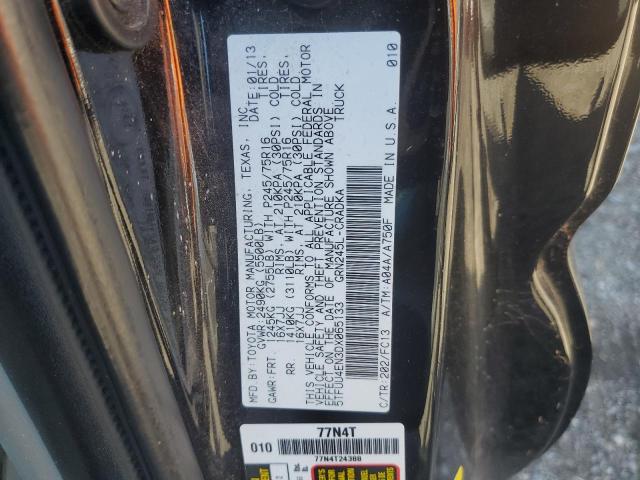 MFD.BY:TOYOTA MOTOR MANUFACTURING, TEXAS, INC. DATE:01/13
GVWR:2490KG (5500LB)
GAWR:FRT. 1245KG (2755LB) WITH P245/75R16 TIRES,
16X7JJ RIMS, AT 210KPA (30PSI) COLD
RR 1410KG (3110LB) WITH P245/75R16 TIRES,
16X7JJ RIMS, AT 210KPA (30PSI) COLD
THIS VEHICLE CONFORMS TO ALL APPLICABLE FEDERAL MOTOR
VEHICLE SAFETY AND THEFT PREVENTION STANDARDS IN
EFFECT ON THE DATE OF MANUFACTURE SHOWN ABOVE.
5TFUU4EN3DX065133 GRN245L-CRADKA TRUCK
C/TR:202/FC13 A/TM:A04A/A750F MADE IN U.S.A. 010
77N4T
010
77N4T24388